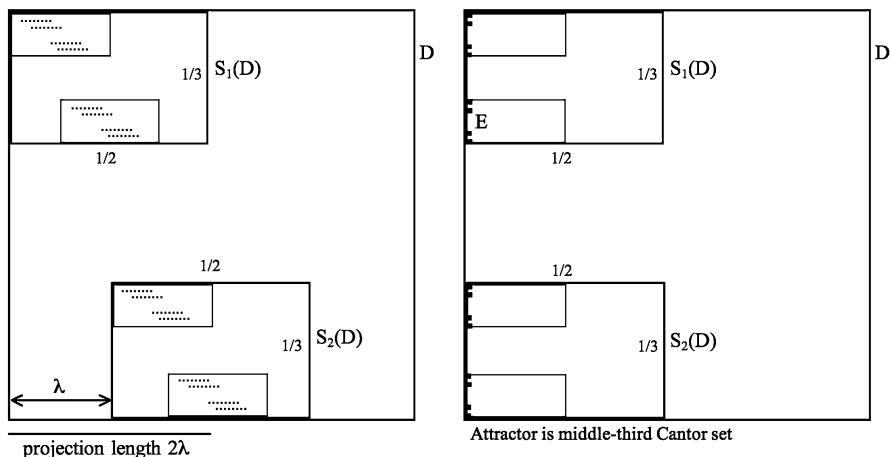 D
1/3
S₁(D)
1/2
1/2
1/3
S₂(D)
λ
projection length 2λ
D
1/3
S₁(D)
E
1/2
1/2
1/3
S₂(D)
Attractor is middle-third Cantor set